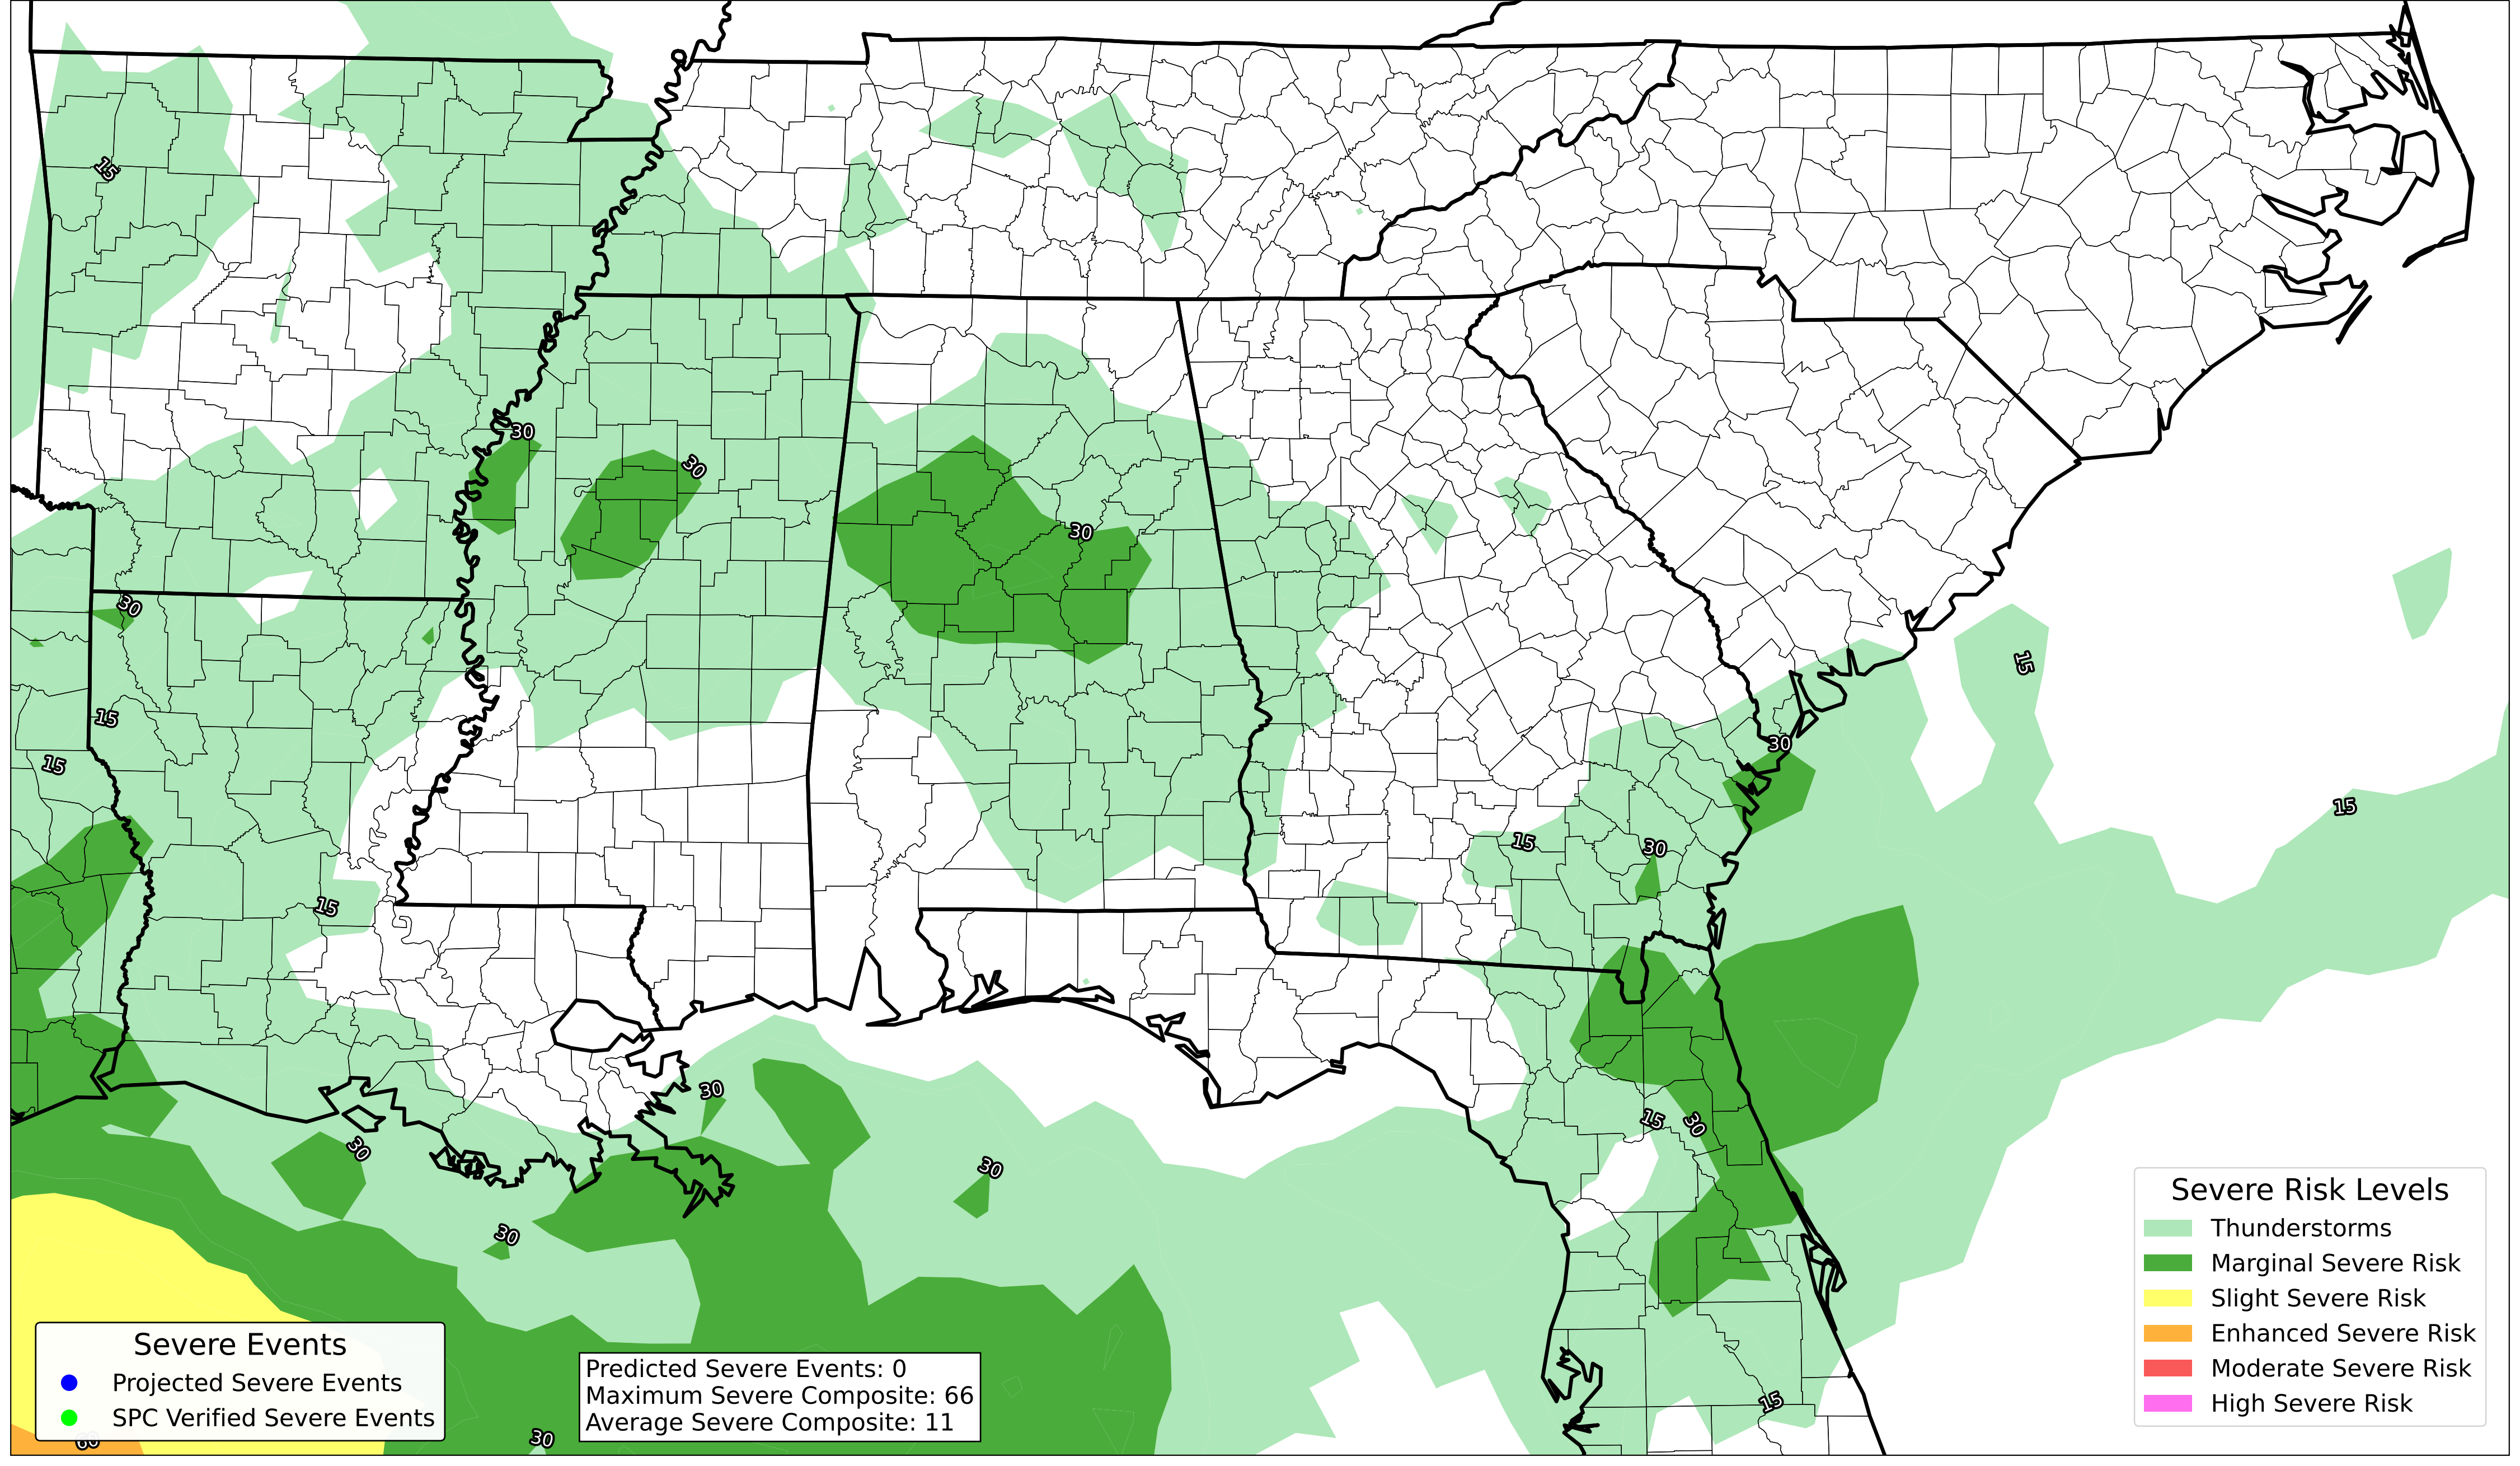 15
30
30
30
30
15
15
15
30
15
30
15
15
30
15
30
30
30
30
15
30
15
30
60
Severe Risk Levels
Thunderstorms
Marginal Severe Risk
Slight Severe Risk
Enhanced Severe Risk
Moderate Severe Risk
High Severe Risk
Severe Events
Projected Severe Events
SPC Verified Severe Events
Predicted Severe Events: 0
Maximum Severe Composite: 66
Average Severe Composite: 11